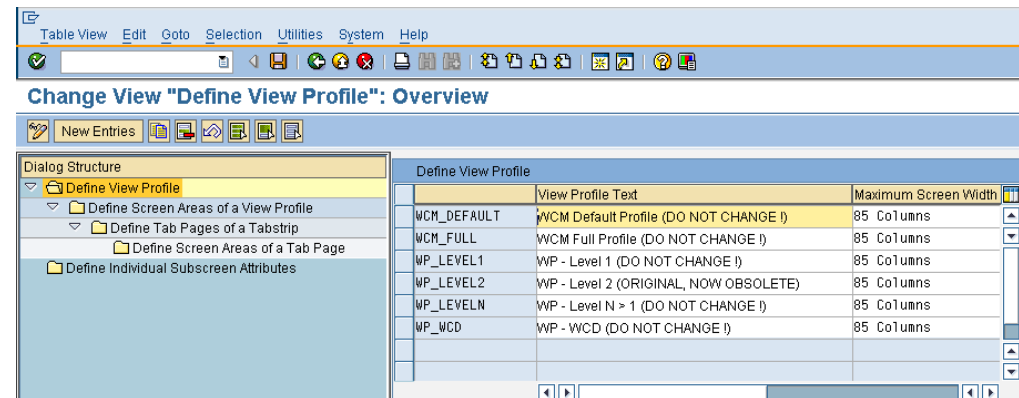 Table View Edit Goto Selection Utilities System Help
Change View "Define View Profile": Overview
New Entries
Dialog Structure
Define View Profile
Define Screen Areas of a View Profile
Define Tab Pages of a Tabstrip
Define Screen Areas of a Tab Page
Define Individual Subscreen Attributes
Define View Profile
View Profile Text Maximum Screen Width
WCM_DEFAULT WCM Default Profile (DO NOT CHANGE !) 85 Columns
WCM_FULL WCM Full Profile (DO NOT CHANGE !) 85 Columns
WP_LEVEL1 WP - Level 1 (DO NOT CHANGE !) 85 Columns
WP_LEVEL2 WP - Level 2 (ORIGINAL, NOW OBSOLETE) 85 Columns
WP_LEVELN WP - Level N > 1 (DO NOT CHANGE !) 85 Columns
WP_WCD WP - WCD (DO NOT CHANGE !) 85 Columns